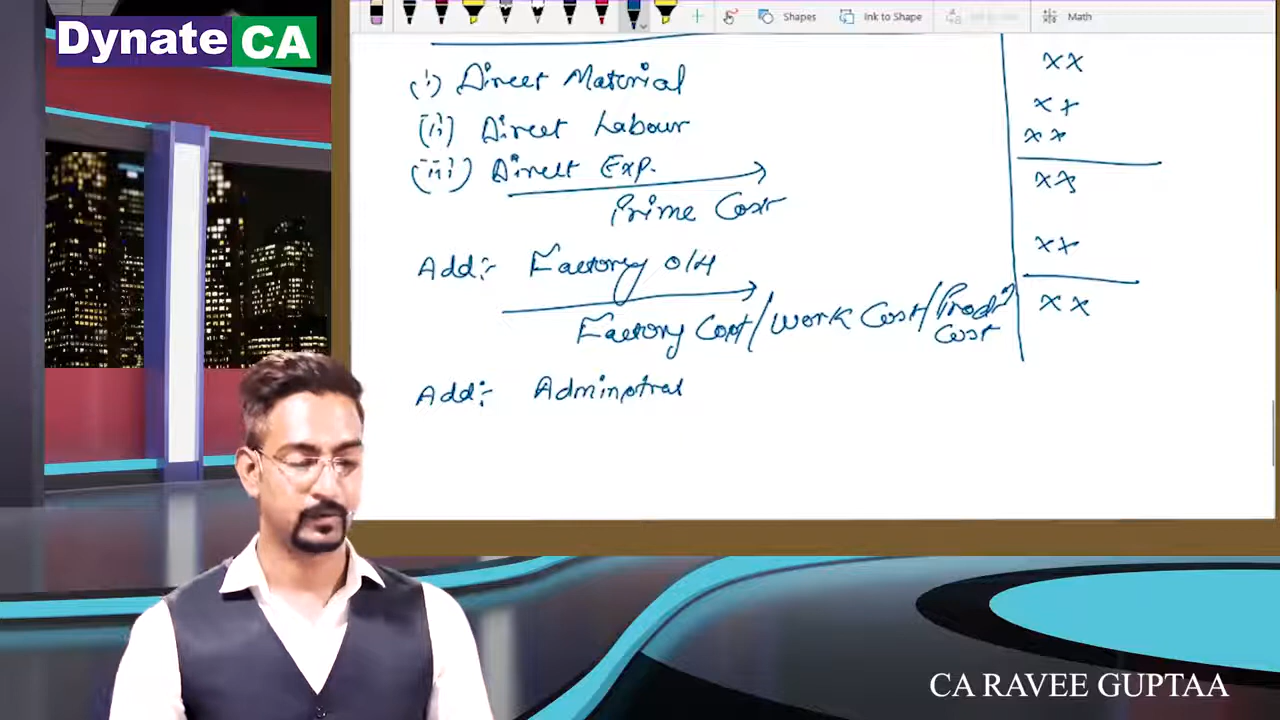 Dynate CA
Shapes
Ink to Shape
Math
xx
(i) Direct Material
xx
(ii) Direct Labour
xx
(iii) Direct Exp.
xx
Prime Cost
Add:- Factory O/H
xx
Factory Cost/Work Cost/Prodn Cost
xx
Add:- Adminstrat
CA RAVEE GUPTAA